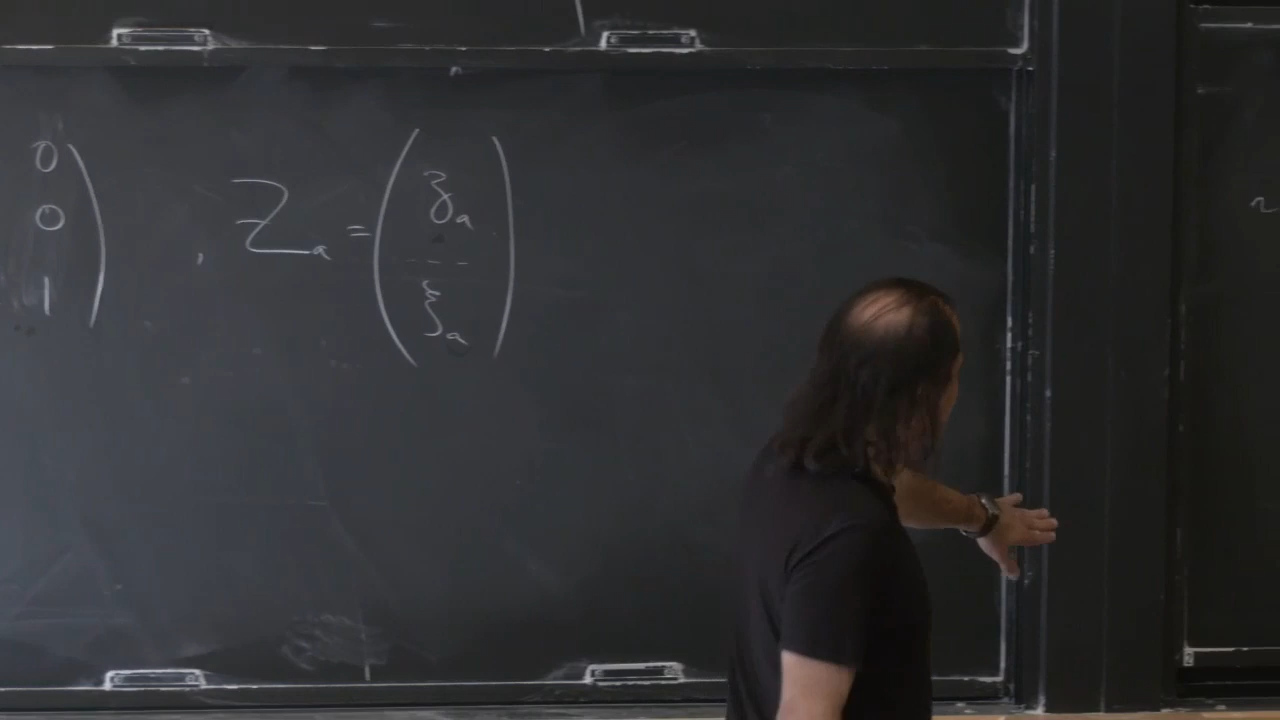 0
0
1
, Z_a = ( 𝔷_a
---
ξ_a )
~